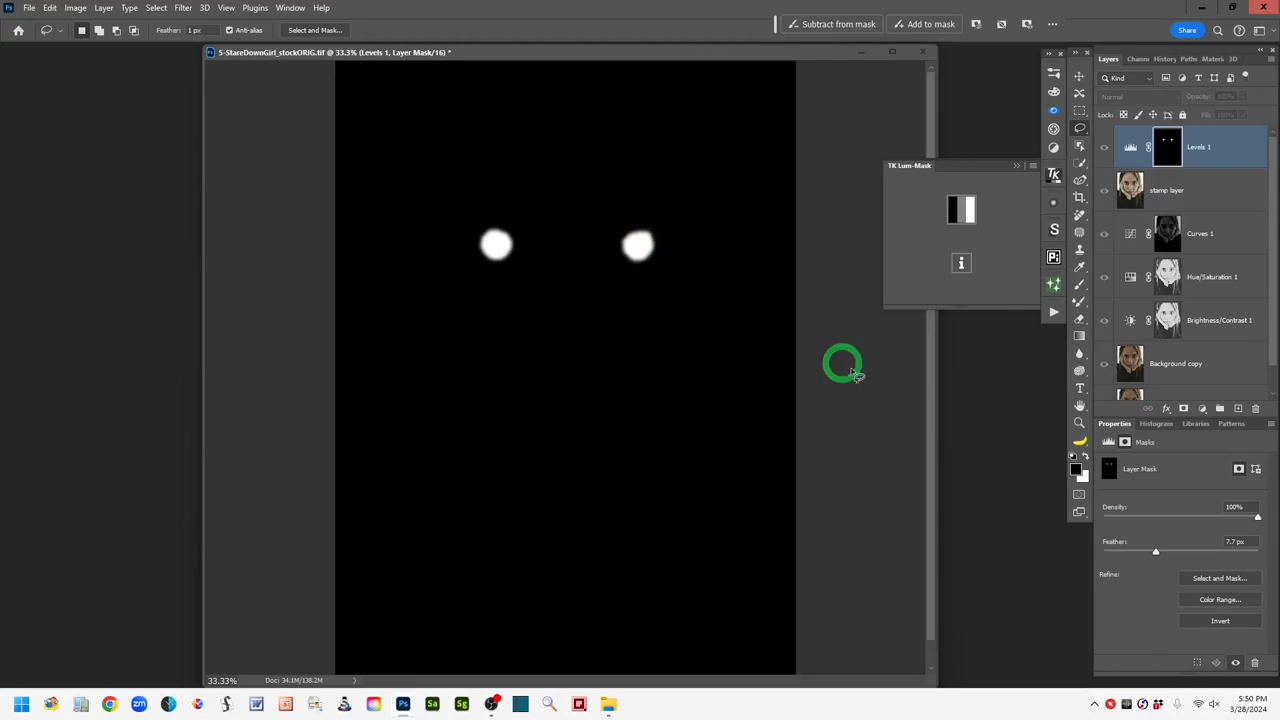 File Edit Image Layer Type Select Filter 3D View Plugins Window Help
Subtract from mask Add to mask
Feather: 1 px Anti-alias Select and Mask... Share
5-StareDownGirl_stockORIG.tif @ 33.3% (Levels 1, Layer Mask/16) *
Layers Chann History Paths Materi 3D
Kind
Normal Opacity: 100%
Lock: Fill: 100%
Levels 1
TK Lum-Mask
stamp layer
Curves 1
Hue/Saturation 1
Brightness/Contrast 1
Background copy
Properties Histogram Libraries Patterns
Masks
Layer Mask
Density: 100%
Feather: 7.7 px
Refine: Select and Mask...
Color Range...
Invert
33.33% Doc: 34.1M/138.2M
5:50 PM
3/28/2024